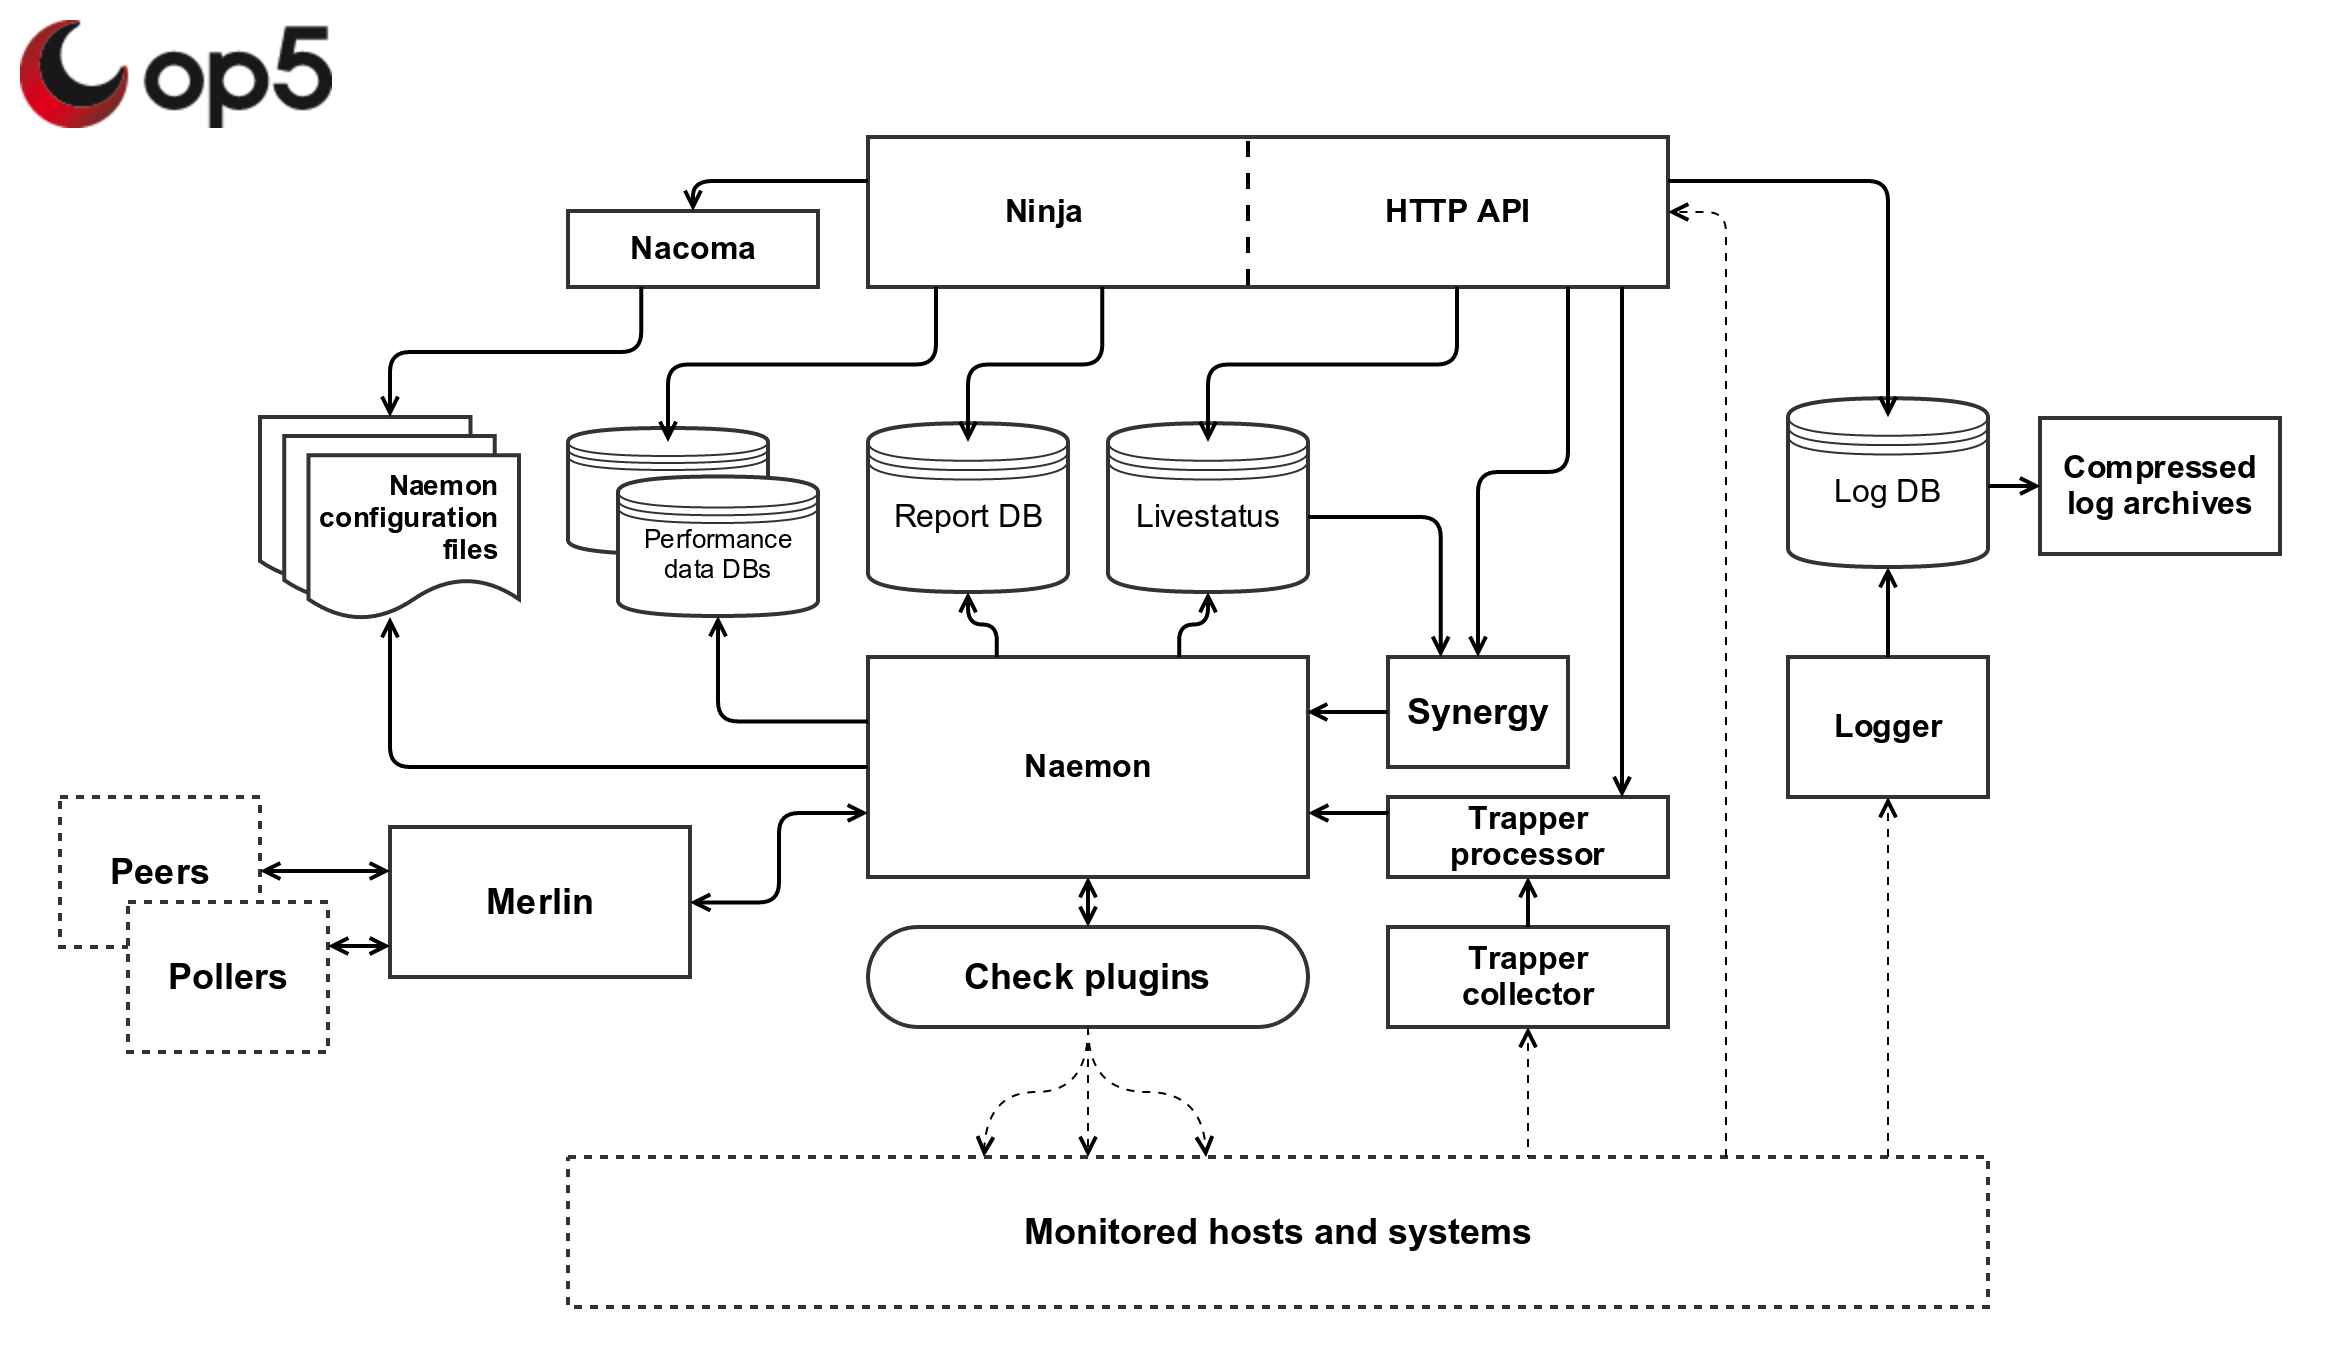 op5
Ninja
HTTP API
Nacoma
Naemon
configuration
files
Performance
data DBs
Report DB
Livestatus
Log DB
Compressed
log archives
Naemon
Synergy
Logger
Trapper
processor
Peers
Pollers
Merlin
Check plugins
Trapper
collector
Monitored hosts and systems